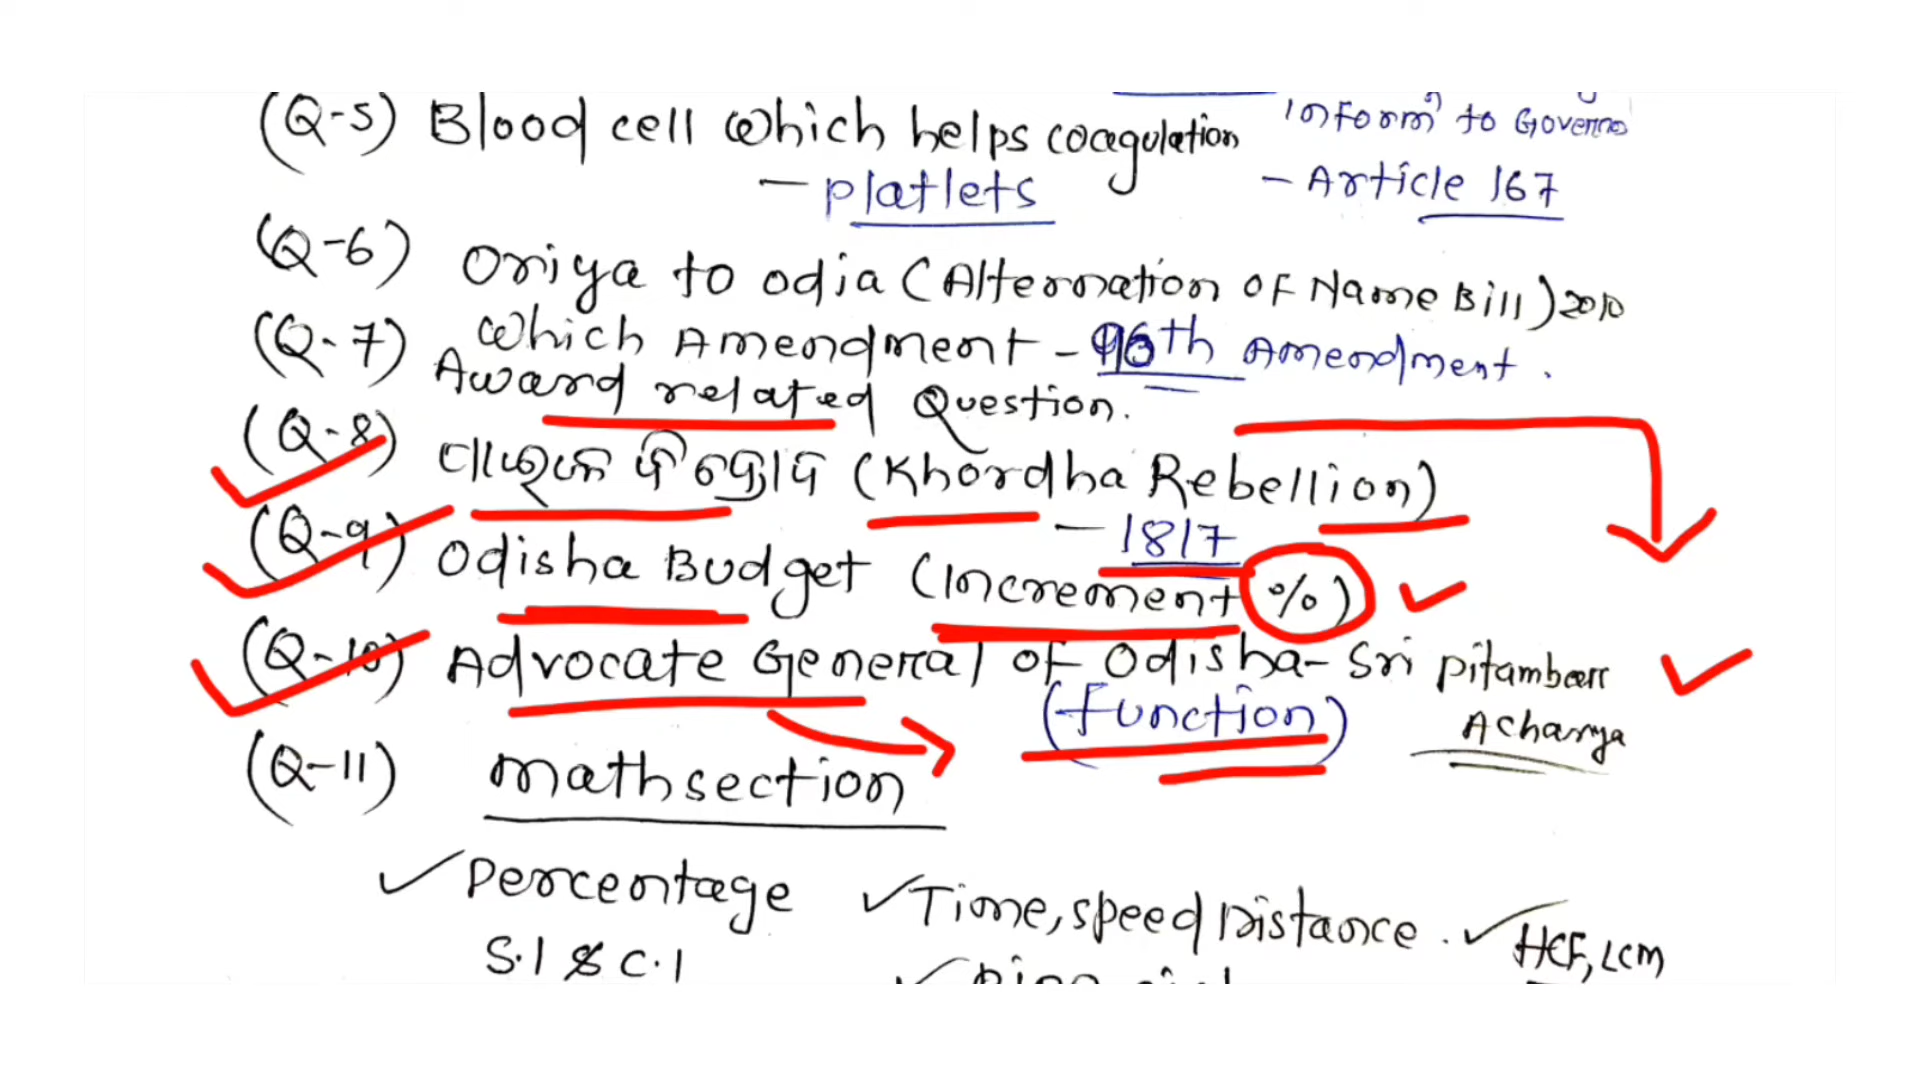 (Q-5) Blood cell which helps coagulation
- platlets
inform to Governo
- Article 167
(Q-6) Oriya to odia (Alternation of Name Bill) 2010
which Amendment - 96th Amendment.
(Q-7) Award related Question.
(Q-8) ପାଇକ ବିଦ୍ରୋହ (Khordha Rebellion)
- 1817
(Q-9) Odisha Budget (Increment %)
(Q-10) Advocate General of Odisha - Sri Pitambarr Acharya
(Function)
(Q-11) math section
✓ Percentage ✓ Time, speed Distance. ✓ HCF, LCM
S.I & C.I